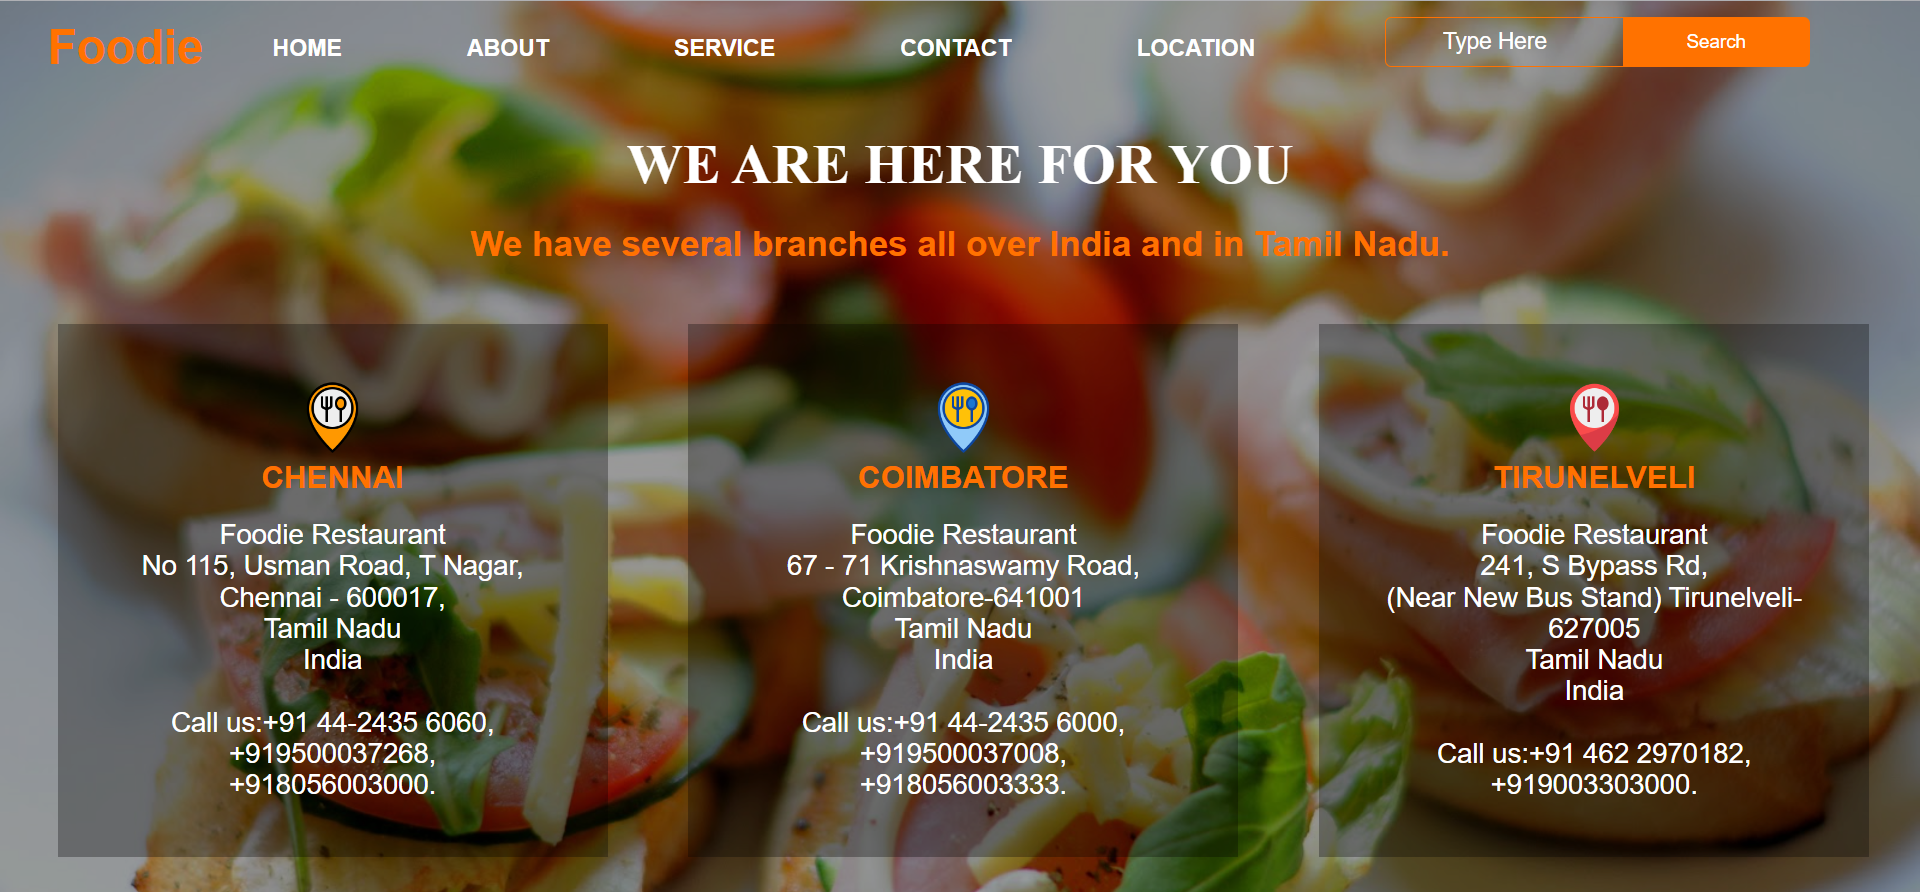 Foodie
HOME
ABOUT
SERVICE
CONTACT
LOCATION
Type Here
Search
WE ARE HERE FOR YOU
We have several branches all over India and in Tamil Nadu.
CHENNAI
Foodie Restaurant
No 115, Usman Road, T Nagar,
Chennai - 600017,
Tamil Nadu
India
Call us:+91 44-2435 6060,
+919500037268,
+918056003000.
COIMBATORE
Foodie Restaurant
67 - 71 Krishnaswamy Road,
Coimbatore-641001
Tamil Nadu
India
Call us:+91 44-2435 6000,
+919500037008,
+918056003333.
TIRUNELVELI
Foodie Restaurant
241, S Bypass Rd,
(Near New Bus Stand) Tirunelveli-
627005
Tamil Nadu
India
Call us:+91 462 2970182,
+919003303000.